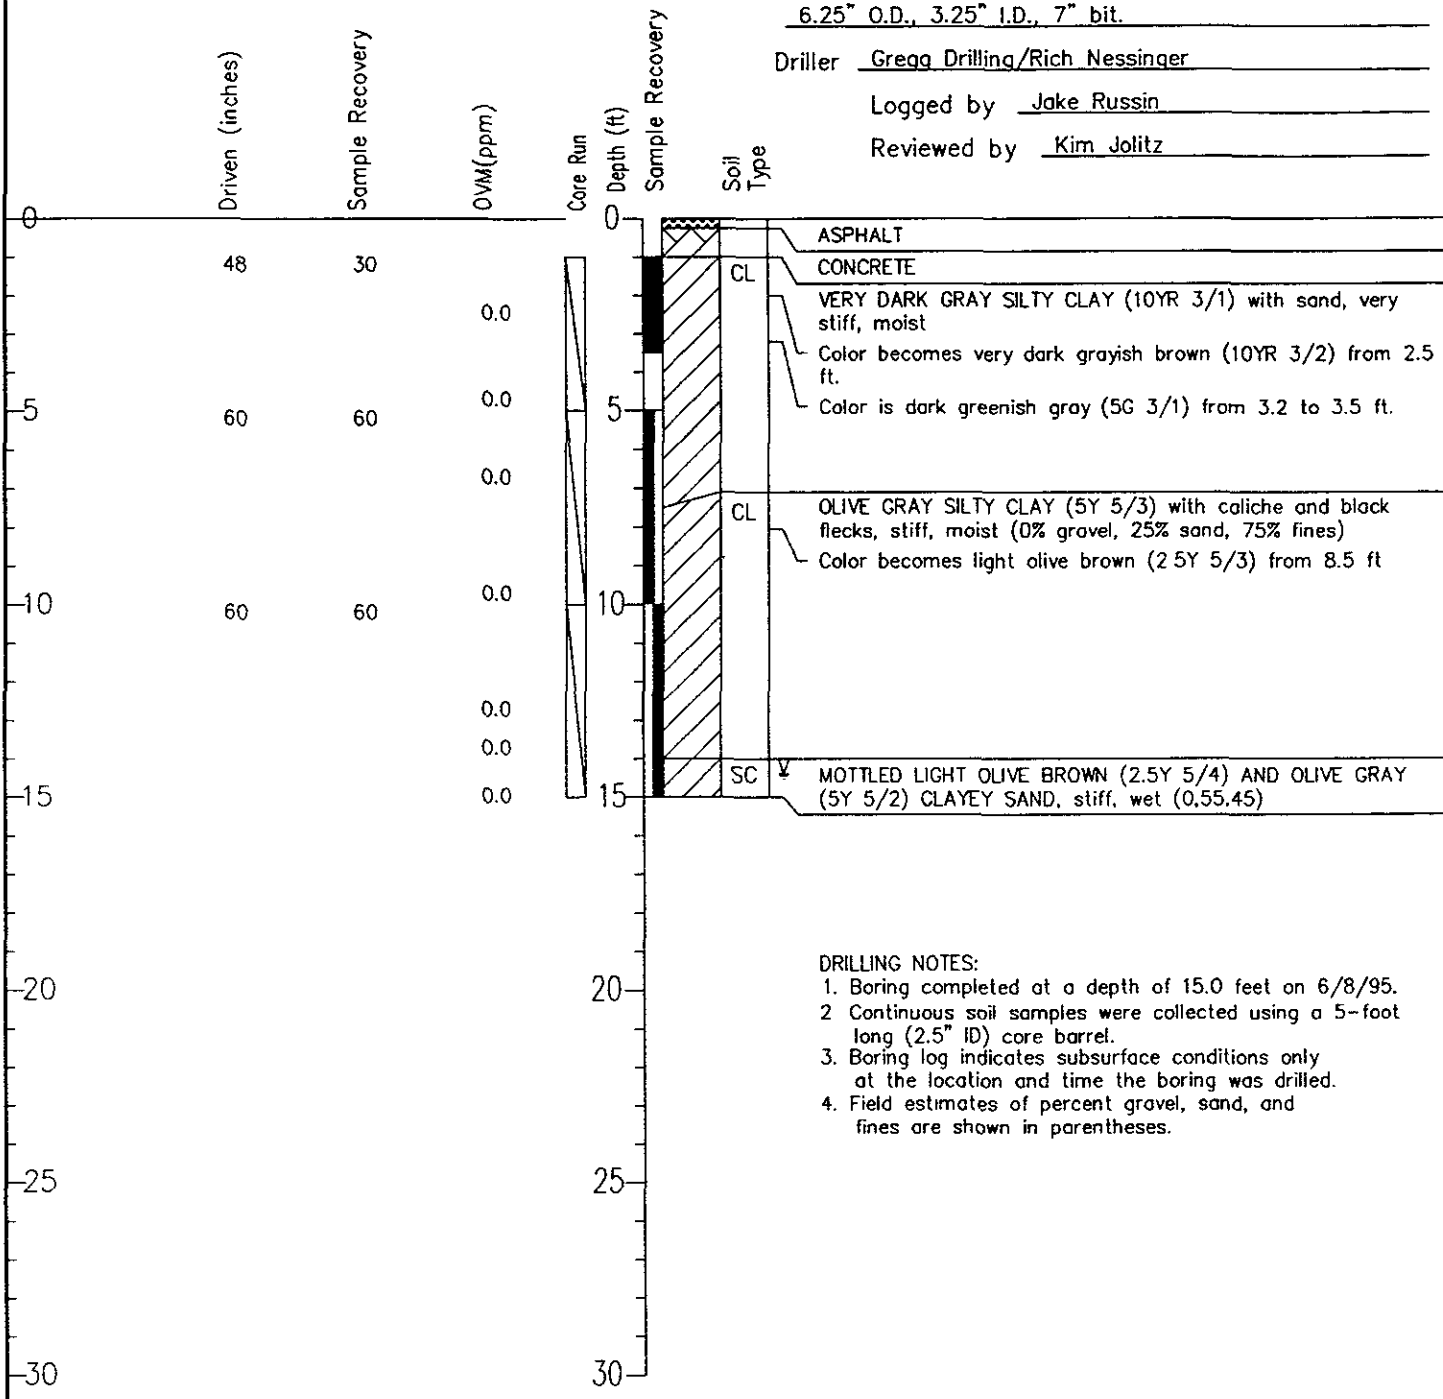 6.25" O.D., 3.25" I.D., 7" bit.
Driller Gregg Drilling/Rich Nessinger
Logged by Jake Russin
Reviewed by Kim Jolitz
Driven (inches)
Sample Recovery
OVM(ppm)
Core Run
Depth (ft)
Sample Recovery
Soil Type
0 0
ASPHALT
48 30 CL CONCRETE
0.0 VERY DARK GRAY SILTY CLAY (10YR 3/1) with sand, very
stiff, moist
Color becomes very dark grayish brown (10YR 3/2) from 2.5
ft.
0.0
5 60 60 5 Color is dark greenish gray (5G 3/1) from 3.2 to 3.5 ft.
0.0
CL OLIVE GRAY SILTY CLAY (5Y 5/3) with caliche and black
flecks, stiff, moist (0% gravel, 25% sand, 75% fines)
Color becomes light olive brown (2 5Y 5/3) from 8.5 ft
0.0
10 60 60 10
0.0
0.0
SC MOTTLED LIGHT OLIVE BROWN (2.5Y 5/4) AND OLIVE GRAY
15 0.0 15 (5Y 5/2) CLAYEY SAND, stiff, wet (0,55,45)
DRILLING NOTES:
20 20 1. Boring completed at a depth of 15.0 feet on 6/8/95.
2 Continuous soil samples were collected using a 5-foot
long (2.5" ID) core barrel.
3. Boring log indicates subsurface conditions only
at the location and time the boring was drilled.
4. Field estimates of percent gravel, sand, and
fines are shown in parentheses.
25 25
30 30